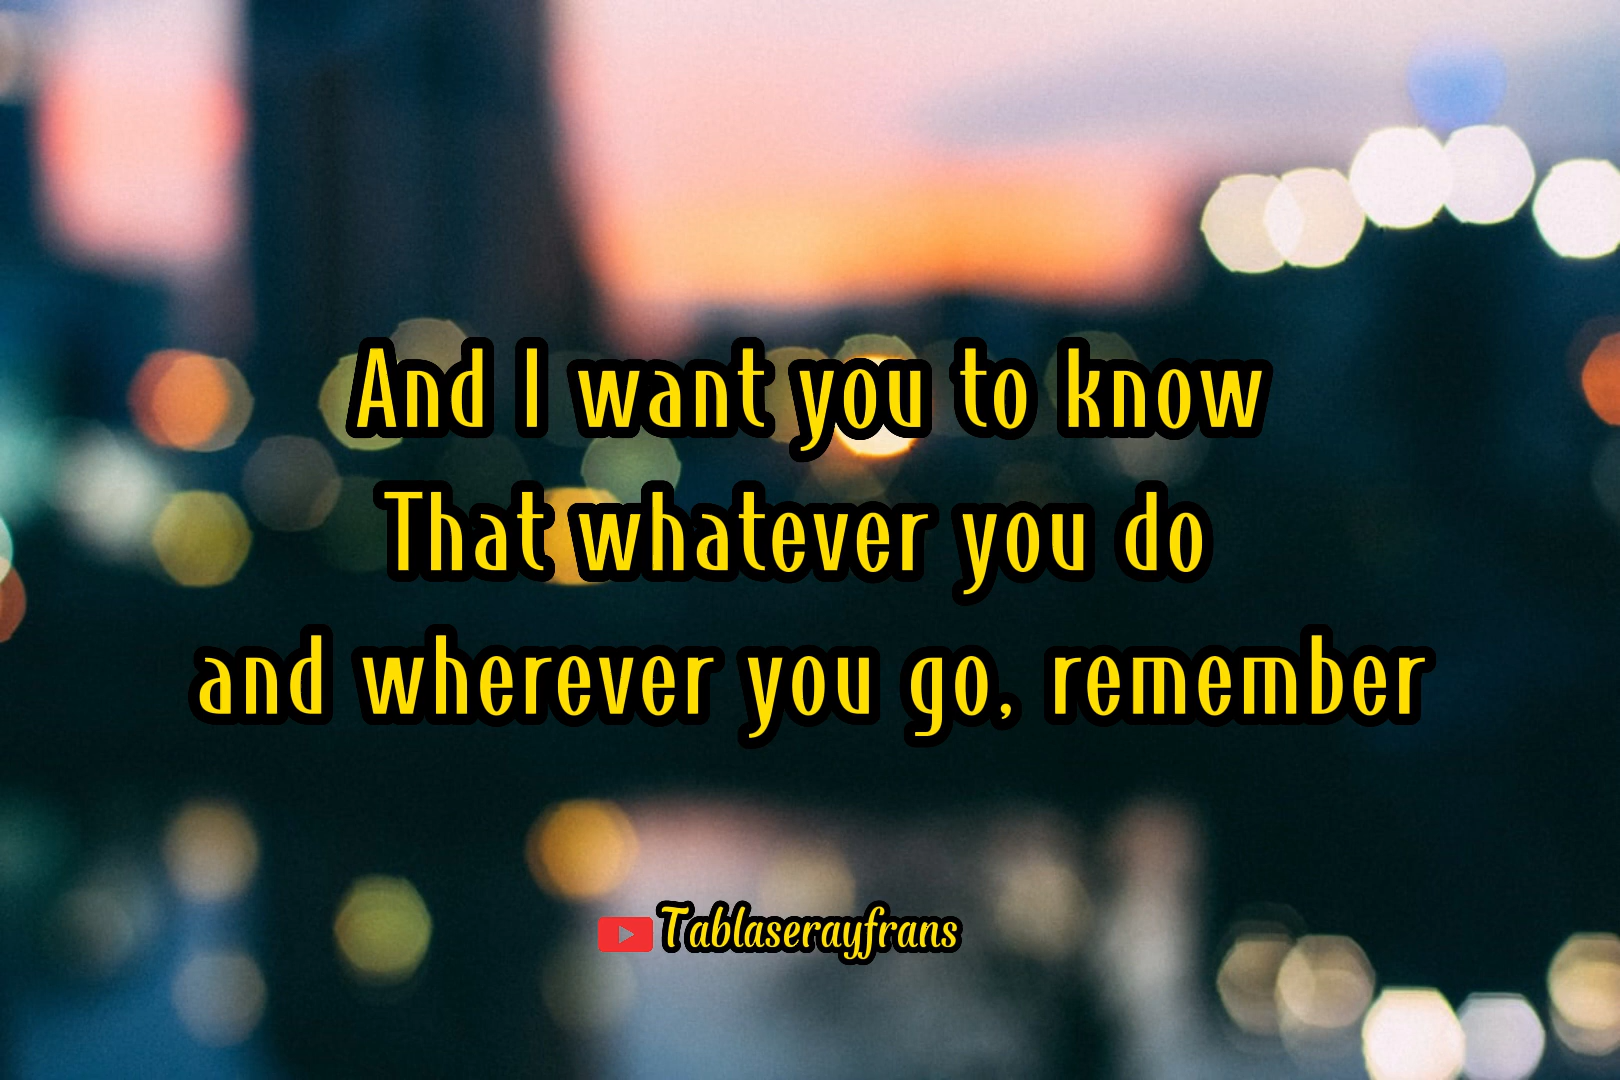 And I want you to know
That whatever you do
and wherever you go, remember
Tablaserayfrans